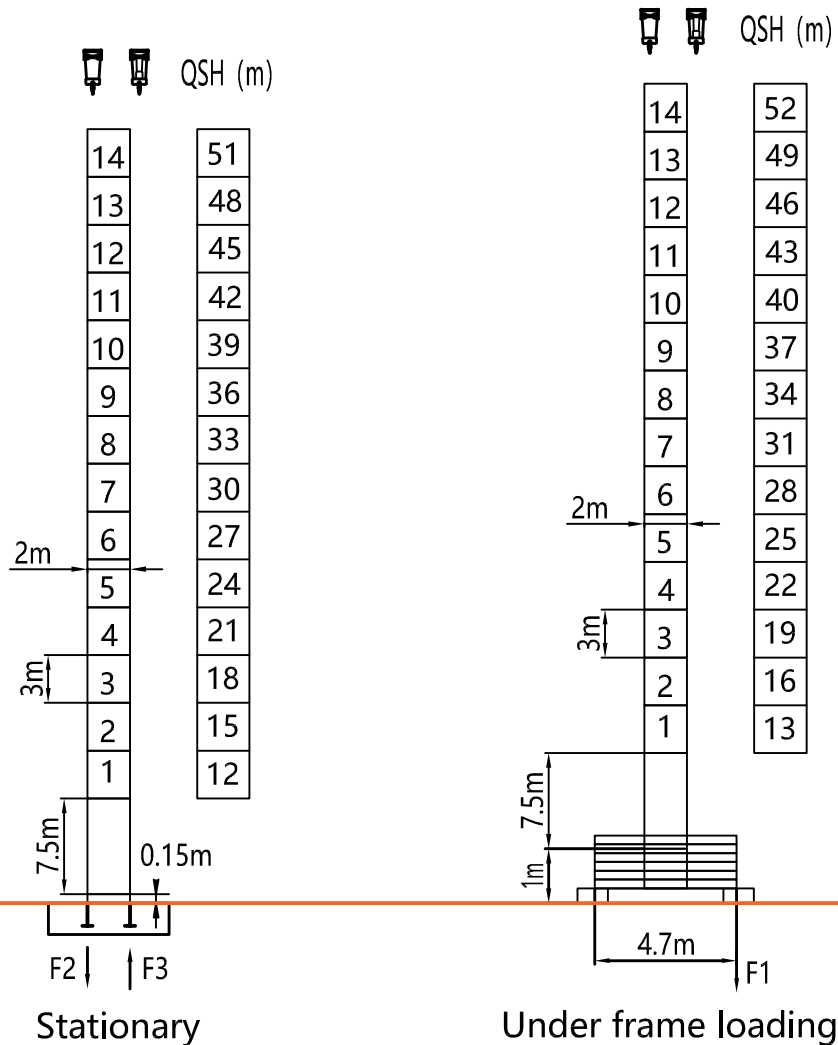 QSH (m)
14 51
13 48
12 45
11 42
10 39
9 36
8 33
7 30
6 27
2m
5 24
4 21
3m
3 18
2 15
1 12
7.5m
0.15m
F2
F3
Stationary
QSH (m)
14 52
13 49
12 46
11 43
10 40
9 37
8 34
7 31
6 28
2m
5 25
4 22
3m
3 19
2 16
1 13
7.5m
1m
4.7m
F1
Under frame loading